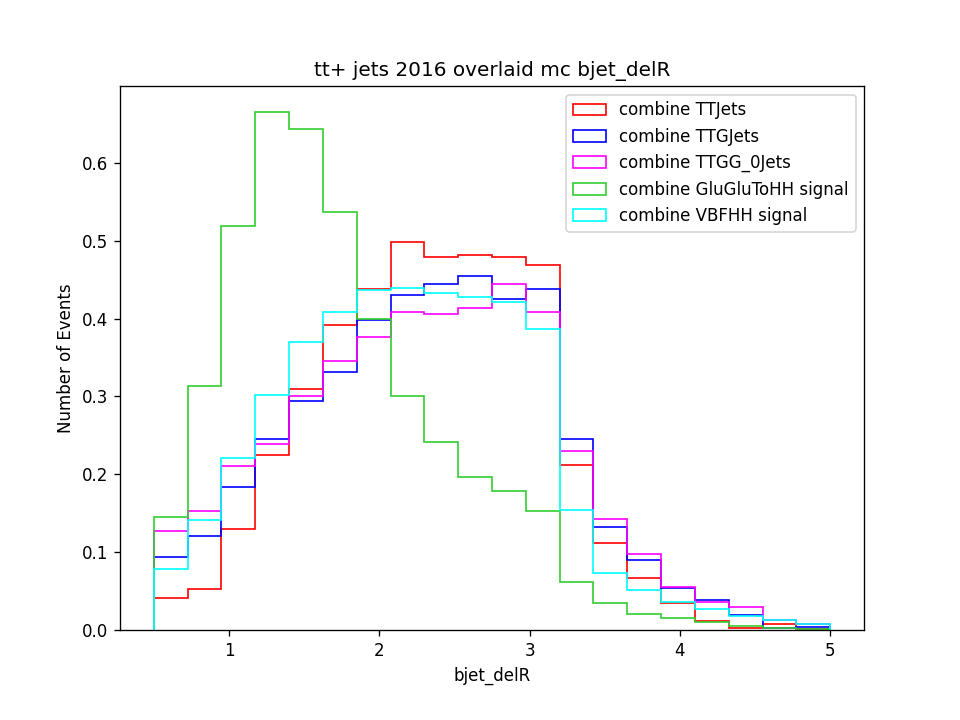 tt+ jets 2016 overlaid mc bjet_delR
combine TTJets
combine TTGJets
combine TTGG_0Jets
combine GluGluToHH signal
combine VBFHH signal
Number of Events
0.6
0.5
0.4
0.3
0.2
0.1
0.0
1 2 3 4 5
bjet_delR